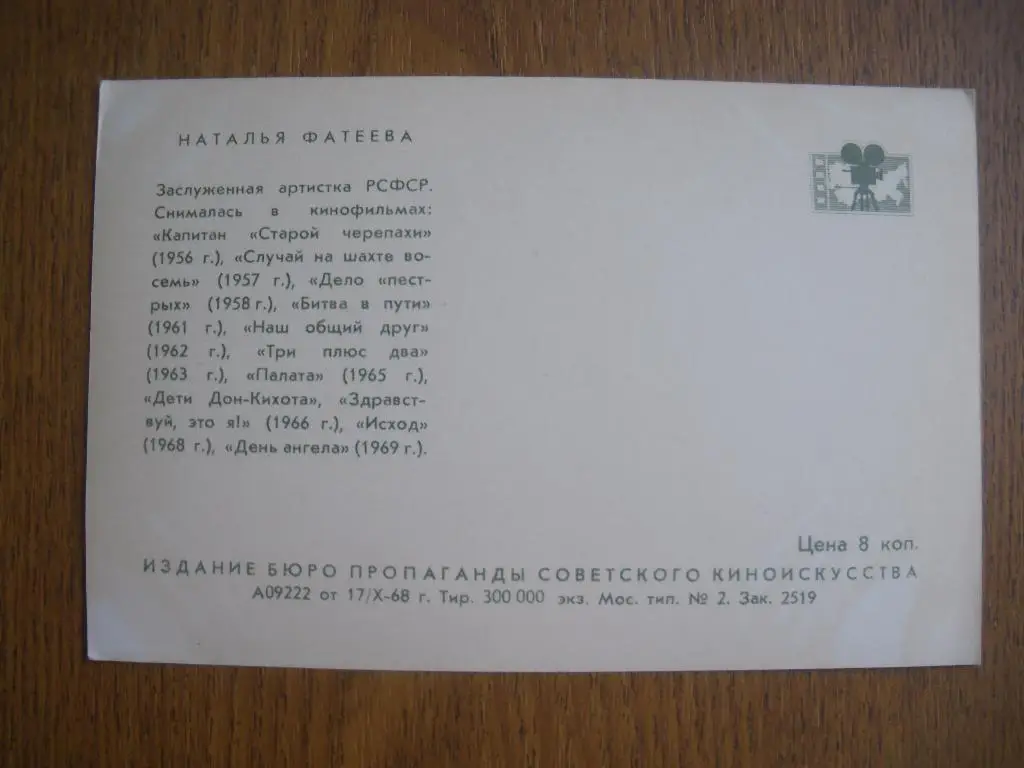 НАТАЛЬЯ ФАТЕЕВА
Заслуженная артистка РСФСР.
Снималась в кинофильмах:
«Капитан «Старой черепахи»
(1956 г.), «Случай на шахте во-
семь» (1957 г.), «Дело «пест-
рых» (1958 г.), «Битва в пути»
(1961 г.), «Наш общий друг»
(1962 г.), «Три плюс два»
(1963 г.), «Палата» (1965 г.),
«Дети Дон-Кихота», «Здравст-
вуй, это я!» (1966 г.), «Исход»
(1968 г.), «День ангела» (1969 г.).
Цена 8 коп.
ИЗДАНИЕ БЮРО ПРОПАГАНДЫ СОВЕТСКОГО КИНОИСКУССТВА
А09222 от 17/X-68 г. Тир. 300 000 экз. Мос. тип. № 2. Зак. 2519